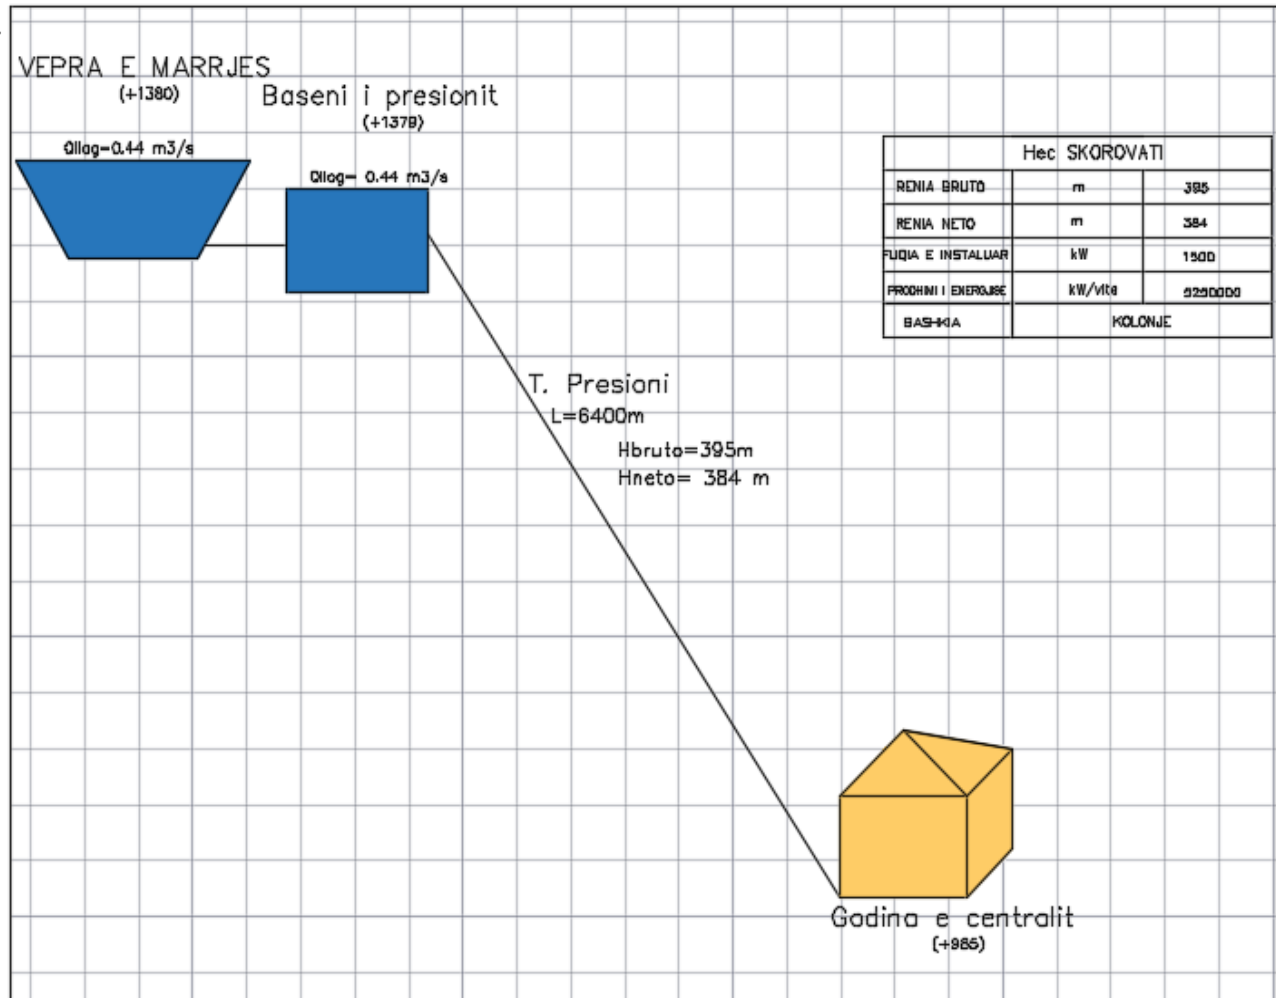 VEPRA E MARRJES
(+1380)
Baseni i presionit
(+1379)
Qllog=0.44 m3/s
Qllog= 0.44 m3/s
Hec SKOROVATI
RENIA BRUTO m 395
RENIA NETO m 384
FUQIA E INSTALUAR kW 1500
PRODHIMI I ENERGJISE kW/vite
BASHKIA KOLONJE
T. Presioni
L=6400m
Hbruto=395m
Hneto= 384 m
Godina e centralit
(+985)